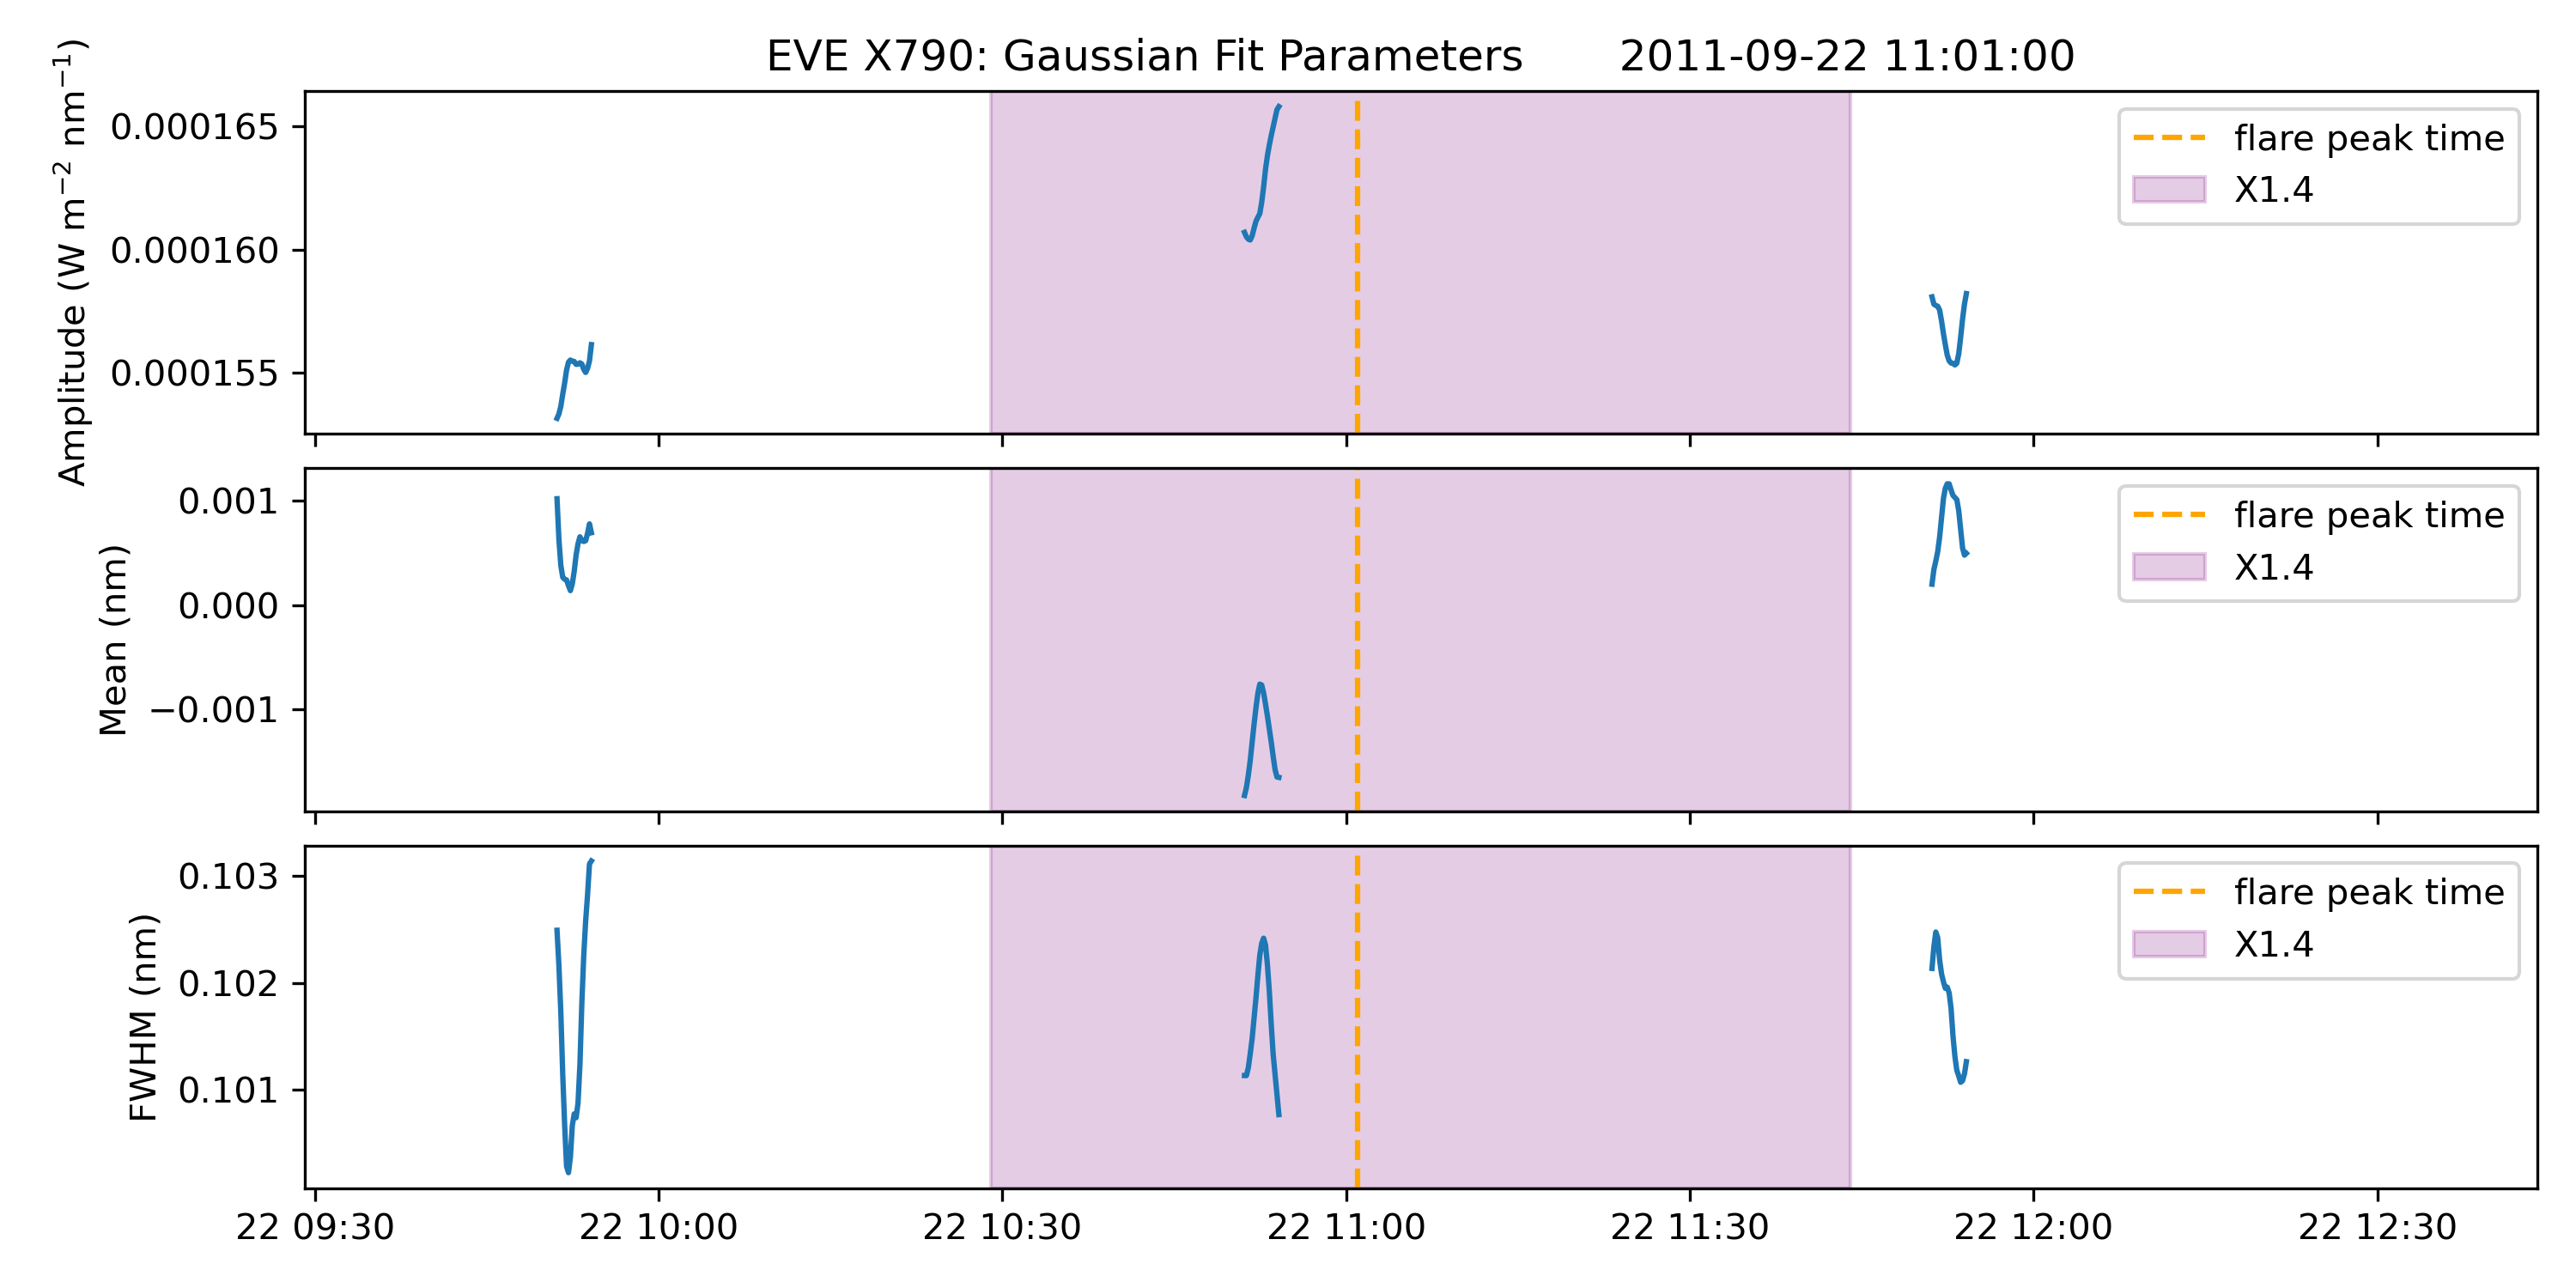 EVE X790: Gaussian Fit Parameters 2011-09-22 11:01:00
Amplitude (W m⁻² nm⁻¹)
0.000165
0.000160
0.000155
flare peak time
X1.4
Mean (nm)
0.001
0.000
−0.001
flare peak time
X1.4
FWHM (nm)
0.103
0.102
0.101
flare peak time
X1.4
22 09:30 22 10:00 22 10:30 22 11:00 22 11:30 22 12:00 22 12:30